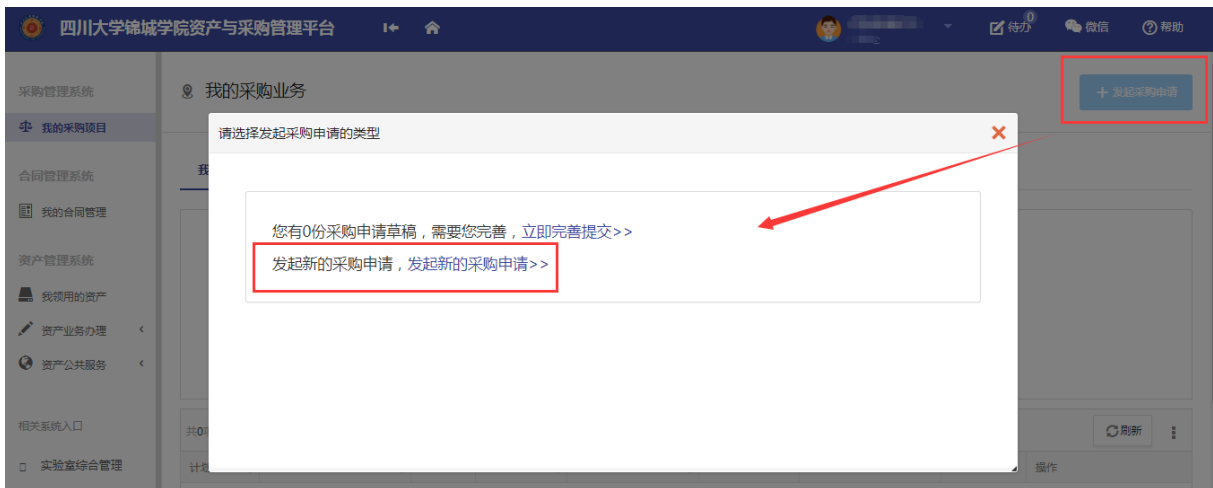 四川大学锦城学院资产与采购管理平台
0
待办 微信 帮助
采购管理系统
我的采购业务
+ 发起采购申请
我的采购项目
请选择发起采购申请的类型
合同管理系统
我
我的合同管理
您有0份采购申请草稿，需要您完善，立即完善提交>>
发起新的采购申请，发起新的采购申请>>
资产管理系统
我领用的资产
资产业务办理
资产公共服务
相关系统入口
共0
刷新
实验室综合管理
计划
操作